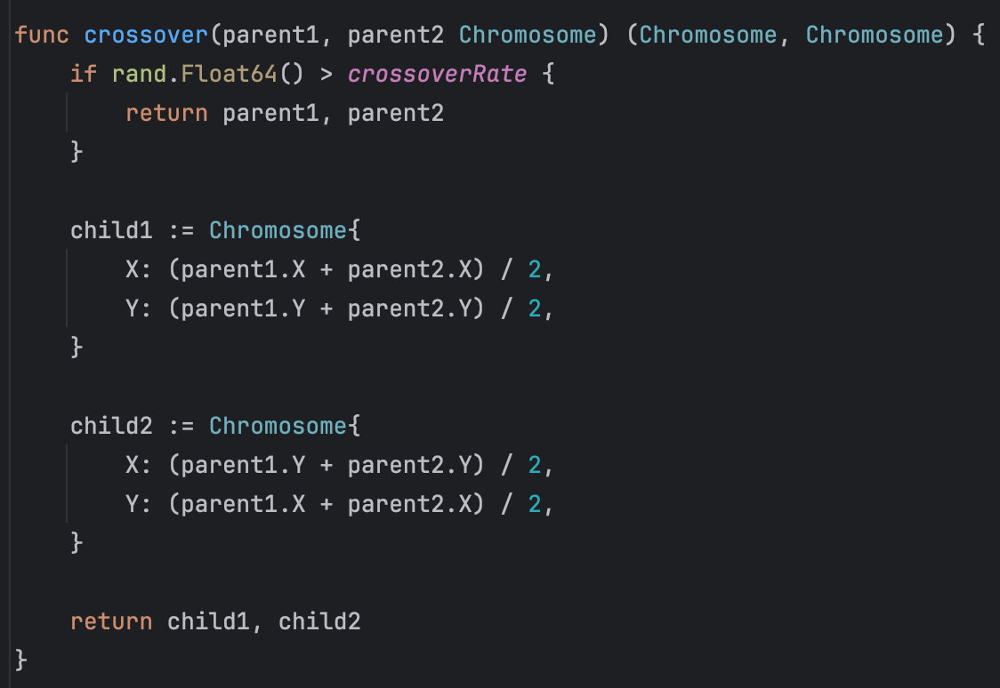 func crossover(parent1, parent2 Chromosome) (Chromosome, Chromosome) {
    if rand.Float64() > crossoverRate {
        return parent1, parent2
    }

    child1 := Chromosome{
        X: (parent1.X + parent2.X) / 2,
        Y: (parent1.Y + parent2.Y) / 2,
    }

    child2 := Chromosome{
        X: (parent1.Y + parent2.Y) / 2,
        Y: (parent1.X + parent2.X) / 2,
    }

    return child1, child2
}